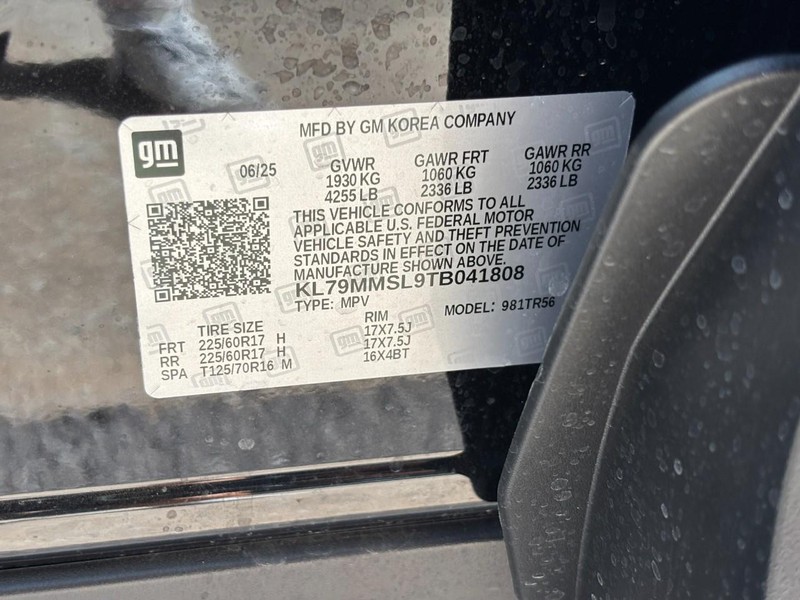 MFD BY GM KOREA COMPANY
gm
06/25
GVWR GAWR FRT GAWR RR
1930 KG 1060 KG 1060 KG
4255 LB 2336 LB 2336 LB
THIS VEHICLE CONFORMS TO ALL
APPLICABLE U.S. FEDERAL MOTOR
VEHICLE SAFETY AND THEFT PREVENTION
STANDARDS IN EFFECT ON THE DATE OF
MANUFACTURE SHOWN ABOVE.
KL79MMSL9TB041808
TYPE: MPV MODEL: 981TR56
TIRE SIZE RIM
FRT 225/60R17 H 17X7.5J
RR 225/60R17 H 17X7.5J
SPA T125/70R16 M 16X4BT